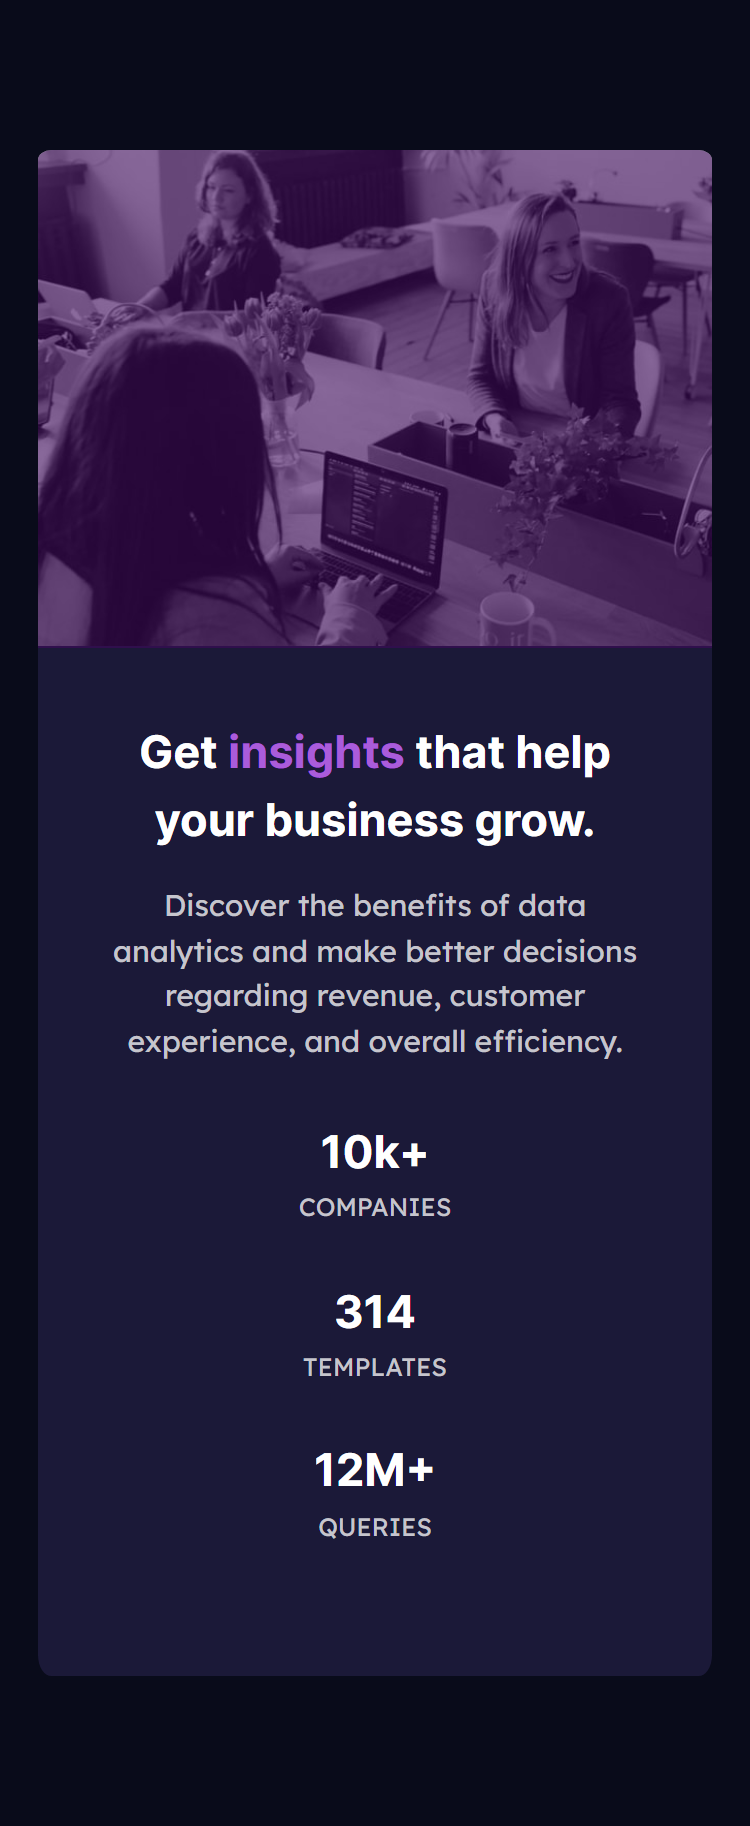 Get insights that help
your business grow.
Discover the benefits of data
analytics and make better decisions
regarding revenue, customer
experience, and overall efficiency.
10k+
COMPANIES
314
TEMPLATES
12M+
QUERIES